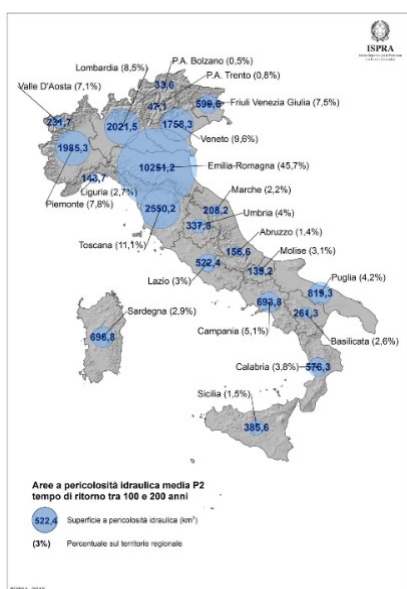 ISPRA
P.A. Bolzano (0,5%)
Lombardia (8,5%)
33,6
P.A. Trento (0,8%)
Valle D'Aosta (7,1%)
47,1
599,6
Friuli Venezia Giulia (7,5%)
231,7
2021,5
1758,3
1985,3
Veneto (9,6%)
10251,2
Emilia-Romagna (45,7%)
143,7
Liguria (2,7%)
Marche (2,2%)
Piemonte (7,8%)
2550,2
208,2
Umbria (4%)
337,8
Toscana (11,1%)
Abruzzo (1,4%)
156,6
Molise (3,1%)
522,4
139,2
Lazio (3%)
Puglia (4,2%)
819,3
Sardegna (2,9%)
693,8
261,3
696,8
Campania (5,1%)
Basilicata (2,6%)
Calabria (3,8%)
576,3
Sicilia (1,5%)
385,6
Aree a pericolosità idraulica media P2
tempo di ritorno tra 100 e 200 anni
522,4 Superficie a pericolosità idraulica (km²)
(3%) Percentuale sul territorio regionale